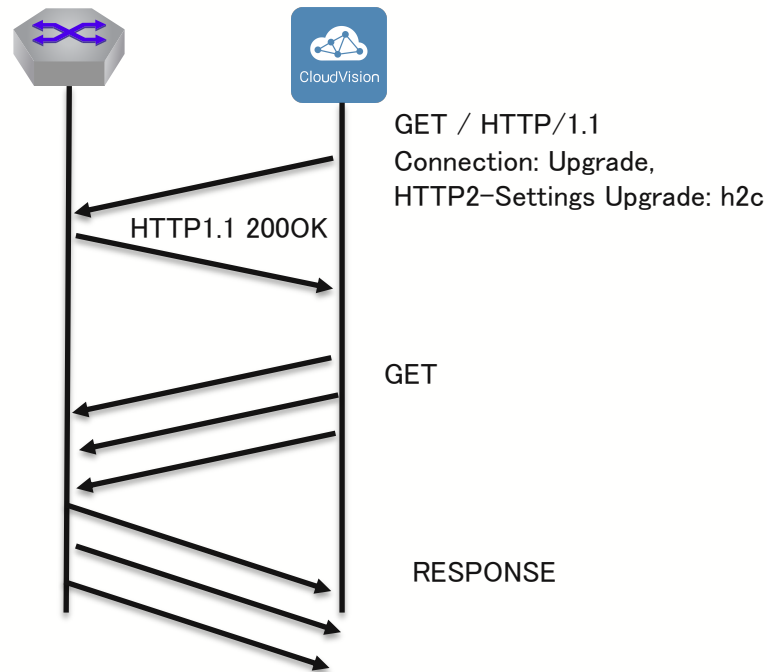 CloudVision
GET / HTTP/1.1
Connection: Upgrade,
HTTP2-Settings Upgrade: h2c
HTTP1.1 200OK
GET
RESPONSE